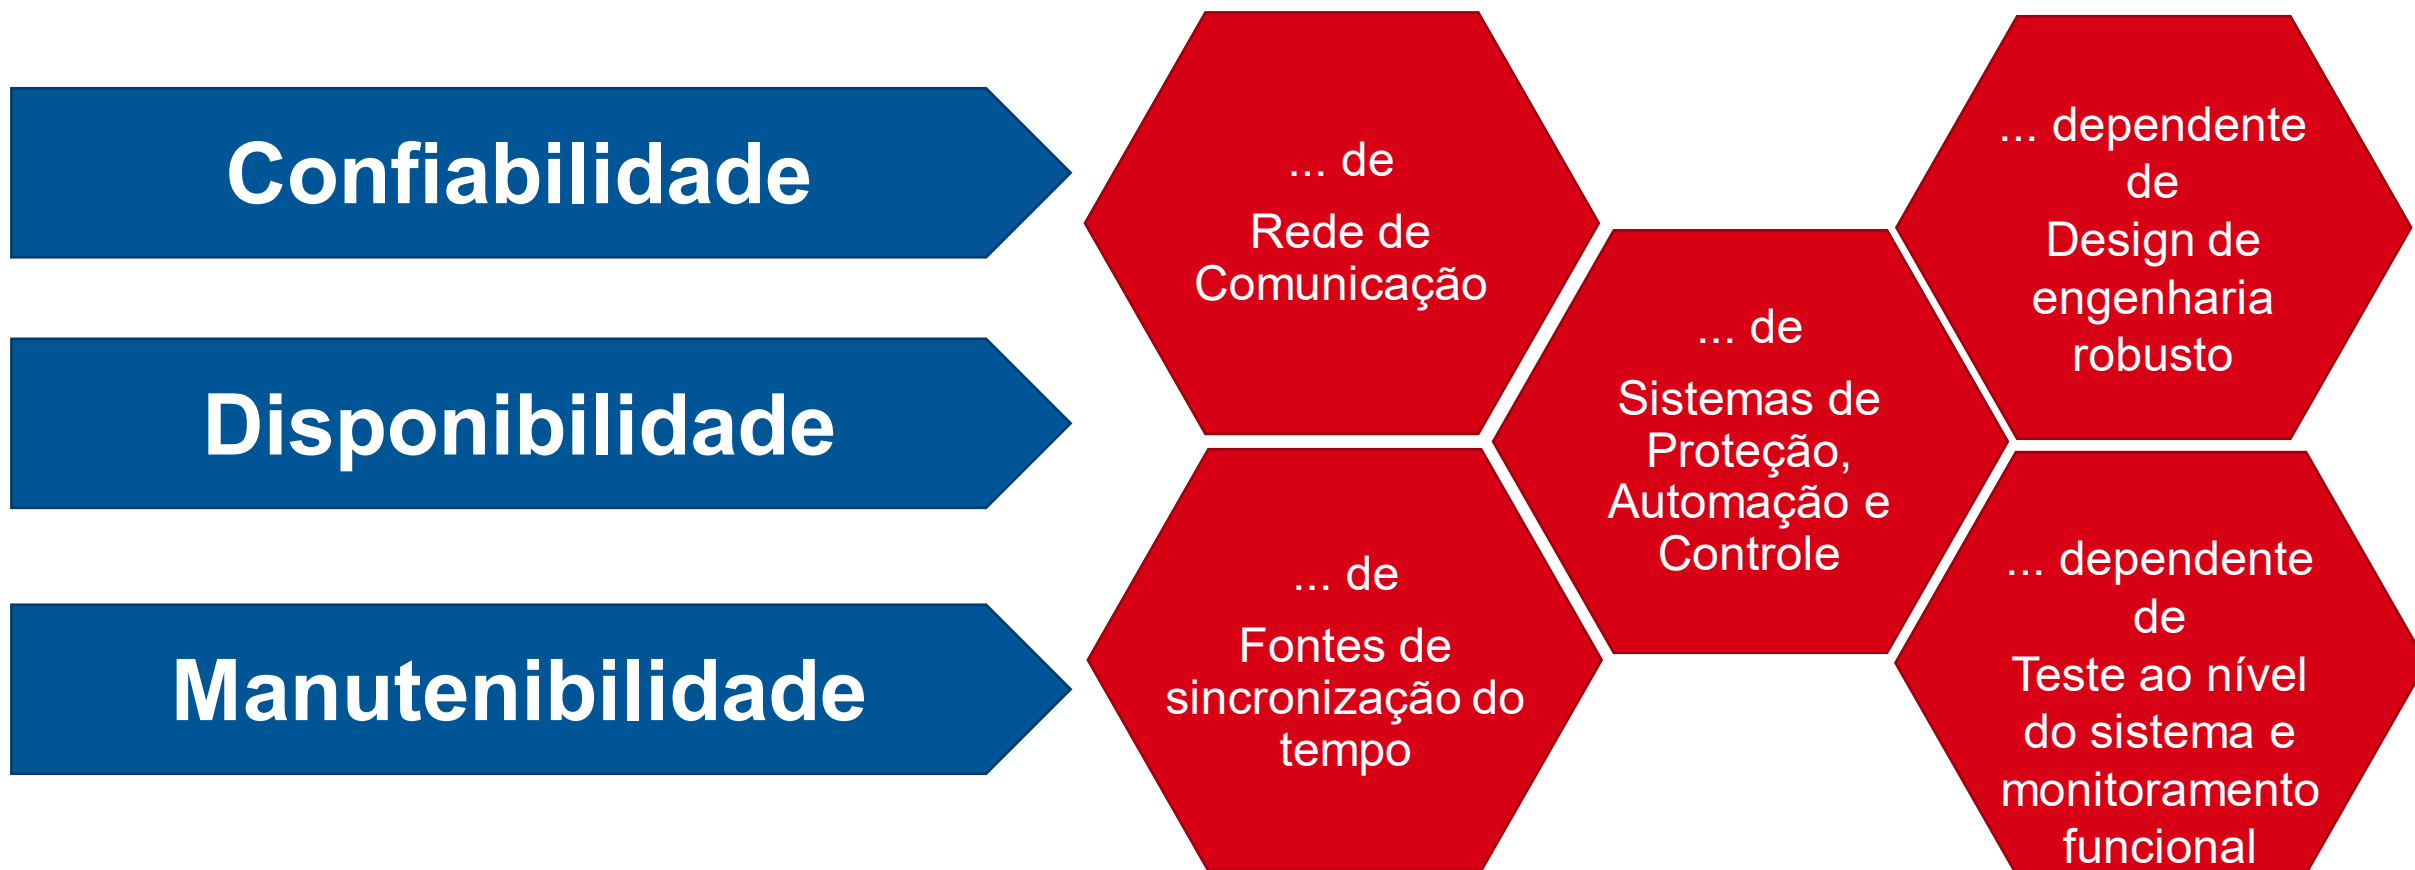 Confiabilidade
Disponibilidade
Manutenibilidade
... de
Rede de
Comunicação
... de
Fontes de
sincronização do
tempo
... de
Sistemas de
Proteção,
Automação e
Controle
... dependente
de
Design de
engenharia
robusto
... dependente
de
Teste ao nível
do sistema e
monitoramento
funcional